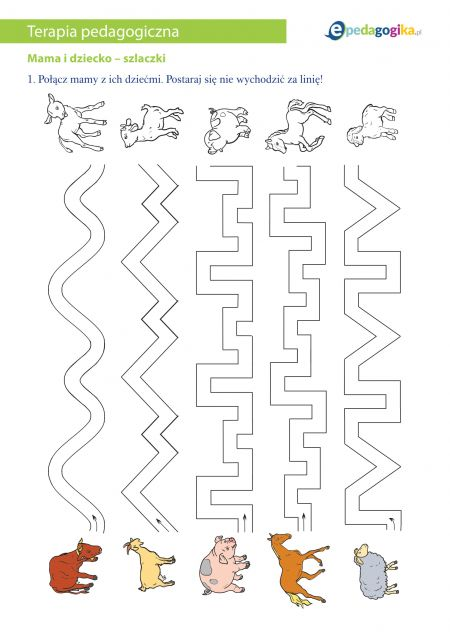 Terapia pedagogiczna
epedagogika.pl
Mama i dziecko – szlaczki
1. Połącz mamy z ich dziećmi. Postaraj się nie wychodzić za linię!